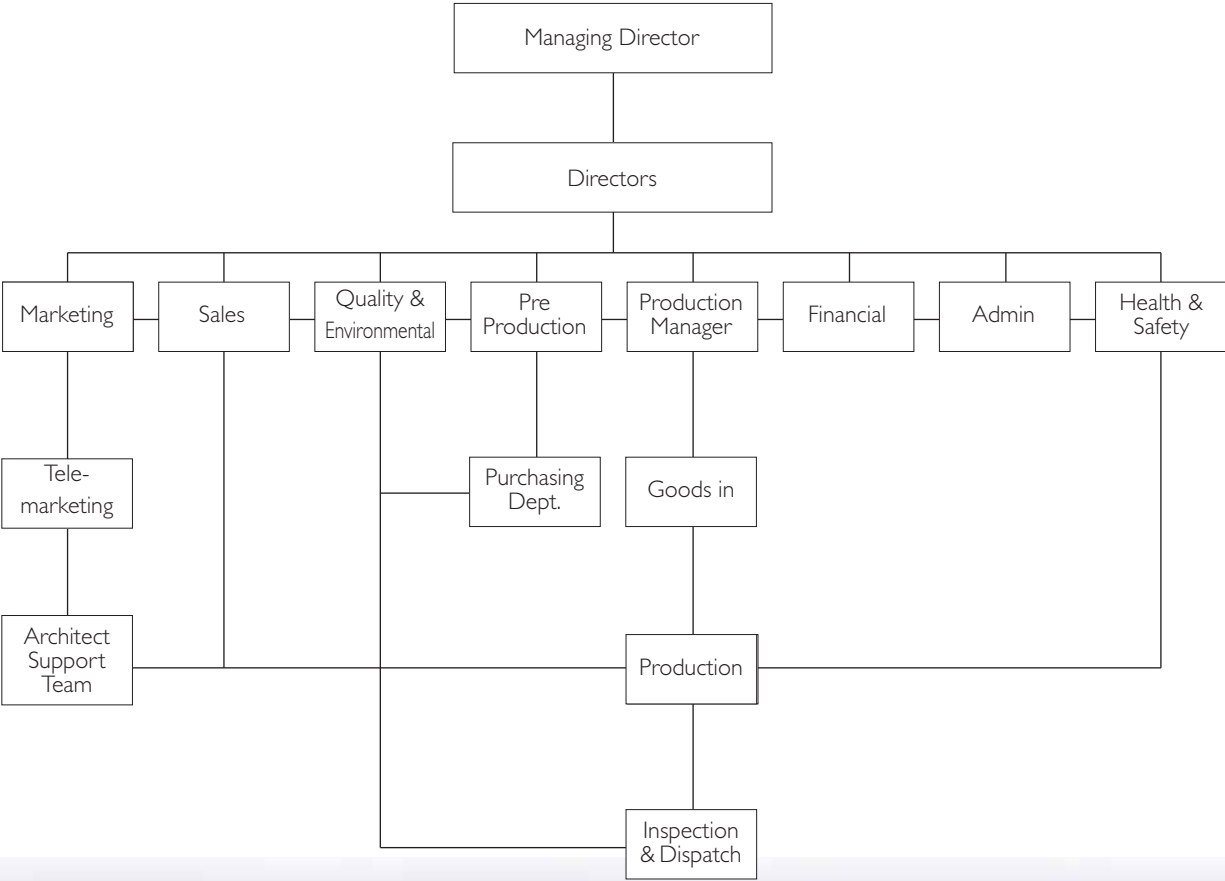 Managing Director
Directors
Marketing
Sales
Quality &
Environmental
Pre
Production
Production
Manager
Financial
Admin
Health &
Safety
Tele-
marketing
Purchasing
Dept.
Goods in
Architect
Support
Team
Production
Inspection
& Dispatch